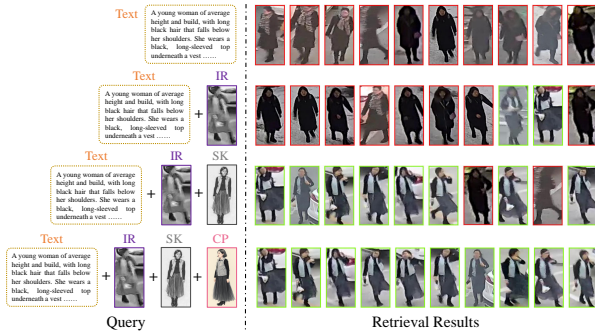 Text
A young woman of average
height and build, with long
black hair that falls below
her shoulders. She wears a
black, long-sleeved top
underneath a vest ……
Text IR
A young woman of average
height and build, with long
black hair that falls below
her shoulders. She wears a
black, long-sleeved top
underneath a vest ……
+
Text IR SK
A young woman of average
height and build, with long
black hair that falls below
her shoulders. She wears a
black, long-sleeved top
underneath a vest ……
+ +
Text IR SK CP
A young woman of average
height and build, with long
black hair that falls below
her shoulders. She wears a
black, long-sleeved top
underneath a vest ……
+ + +
Query Retrieval Results